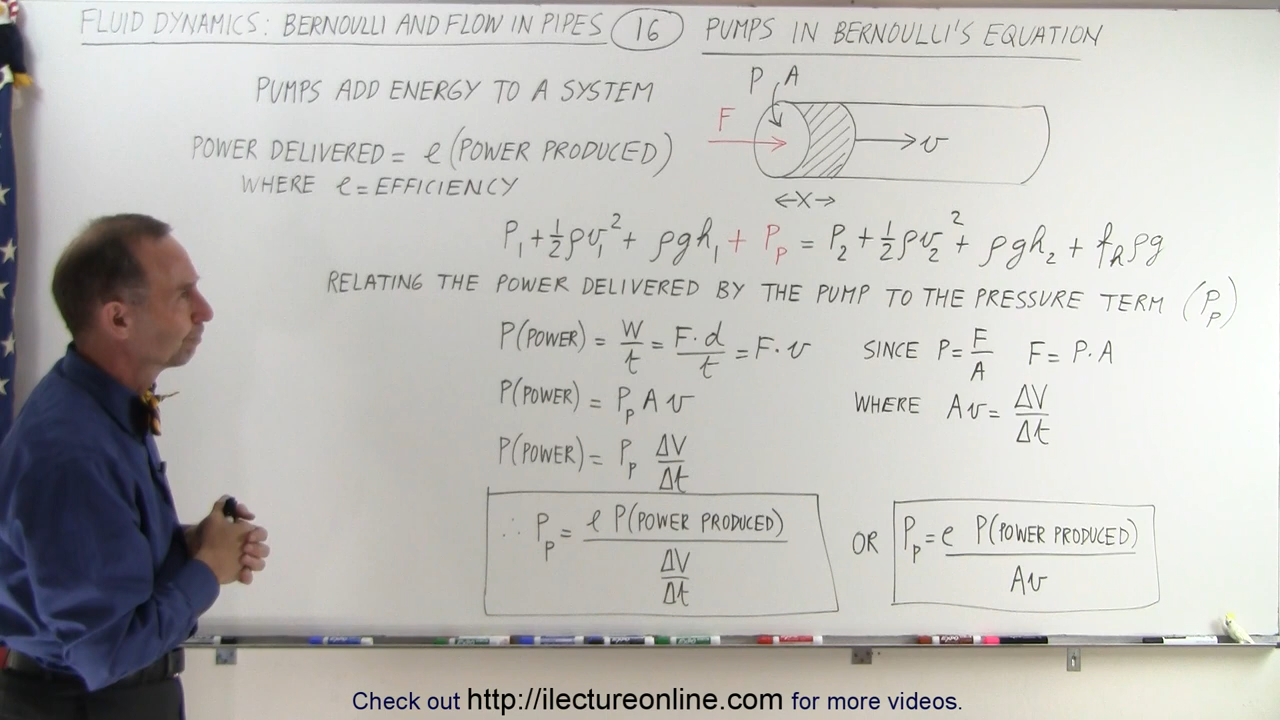 FLUID DYNAMICS: BERNOULLI AND FLOW IN PIPES 16 PUMPS IN BERNOULLI'S EQUATION
PUMPS ADD ENERGY TO A SYSTEM
P A
F
v
←X→
POWER DELIVERED = e (POWER PRODUCED)
WHERE e = EFFICIENCY
P₁ + ½ρv₁² + ρgh₁ + Pₚ = P₂ + ½ρv₂² + ρgh₂ + fₕρg
RELATING THE POWER DELIVERED BY THE PUMP TO THE PRESSURE TERM (Pₚ)
P(POWER) = W/t = F·d/t = F·v SINCE P = F/A F = P·A
P(POWER) = Pₚ A v WHERE Av = ΔV/Δt
P(POWER) = Pₚ ΔV/Δt
∴ Pₚ = e P(POWER PRODUCED) / ΔV/Δt OR Pₚ = e P(POWER PRODUCED) / Av
Check out http://ilectureonline.com for more videos.